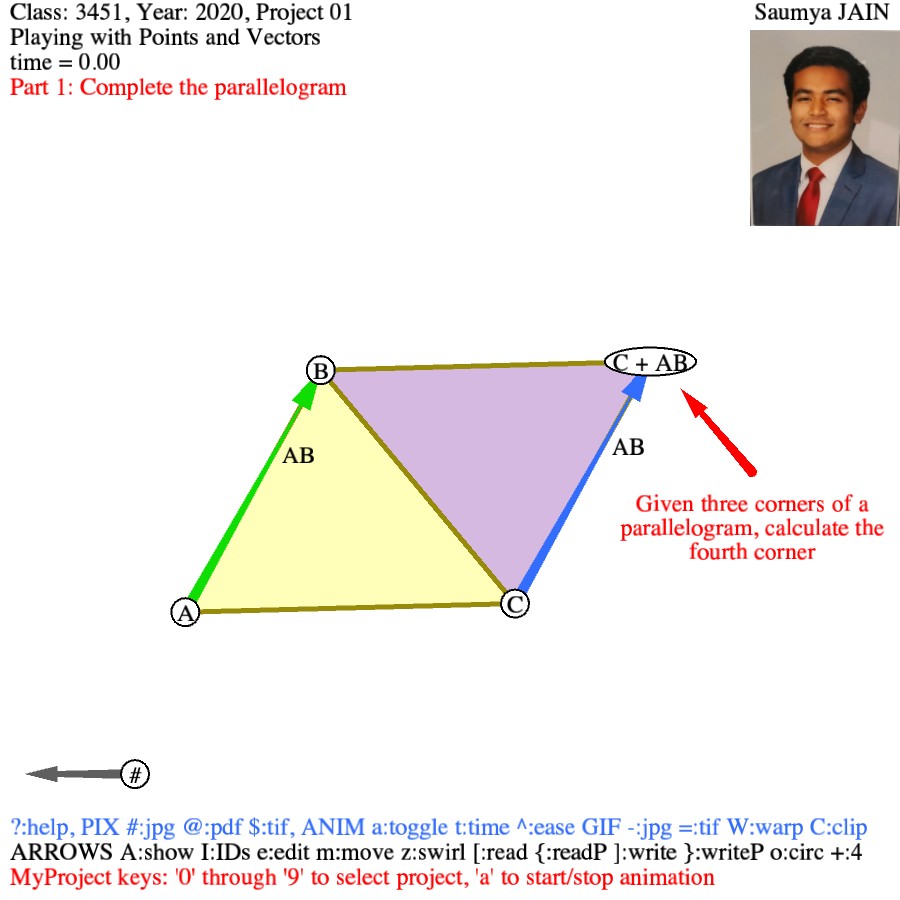 Class: 3451, Year: 2020, Project 01
Saumya JAIN
Playing with Points and Vectors
time = 0.00
Part 1: Complete the parallelogram
B
C + AB
AB
AB
Given three corners of a
parallelogram, calculate the
fourth corner
A
C
#
?:help, PIX #:jpg @:pdf $:tif, ANIM a:toggle t:time ^:ease GIF -:jpg =:tif W:warp C:clip
ARROWS A:show I:IDs e:edit m:move z:swirl [:read {:readP ]:write }:writeP o:circ +:4
MyProject keys: '0' through '9' to select project, 'a' to start/stop animation